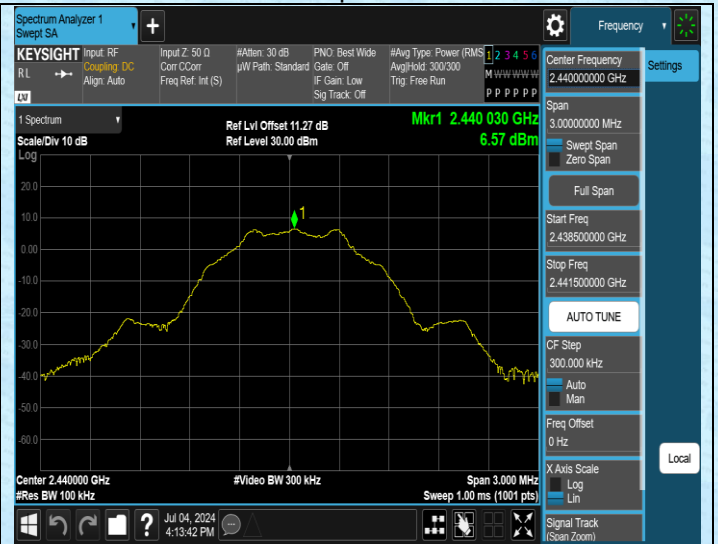 Spectrum Analyzer 1
Swept SA
Frequency
KEYSIGHT
RL
LXI
Input: RF
Coupling: DC
Align: Auto
Input Z: 50 Ω
Corr CCorr
Freq Ref: Int (S)
#Atten: 30 dB
µW Path: Standard
PNO: Best Wide
Gate: Off
IF Gain: Low
Sig Track: Off
#Avg Type: Power (RMS
Avg|Hold: 300/300
Trig: Free Run
1 2 3 4 5 6
M W W W W W
P P P P P P
1 Spectrum
Scale/Div 10 dB
Log
Ref Lvl Offset 11.27 dB
Ref Level 30.00 dBm
Mkr1 2.440 030 GHz
6.57 dBm
1
20.0
10.0
0.00
-10.0
-20.0
-30.0
-40.0
-50.0
-60.0
Center 2.440000 GHz
#Res BW 100 kHz
#Video BW 300 kHz
Span 3.000 MHz
Sweep 1.00 ms (1001 pts)
Jul 04, 2024
4:13:42 PM
?
Center Frequency
2.440000000 GHz
Span
3.00000000 MHz
Swept Span
Zero Span
Full Span
Start Freq
2.438500000 GHz
Stop Freq
2.441500000 GHz
AUTO TUNE
CF Step
300.000 kHz
Auto
Man
Freq Offset
0 Hz
X Axis Scale
Log
Lin
Signal Track
(Span Zoom)
Settings
Local